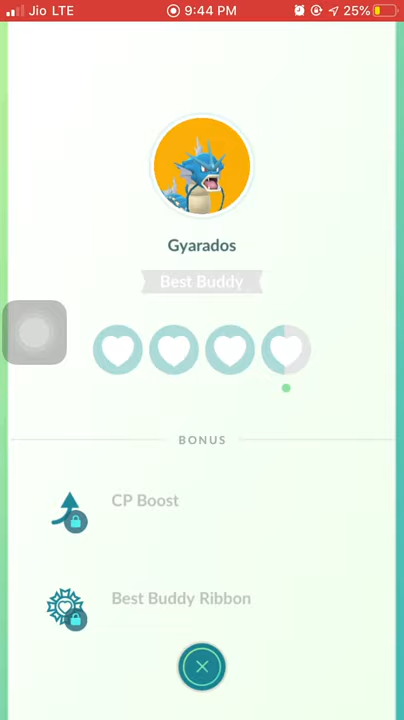 Jio LTE 9:44 PM 25%
Gyarados
Best Buddy
BONUS
CP Boost
Best Buddy Ribbon